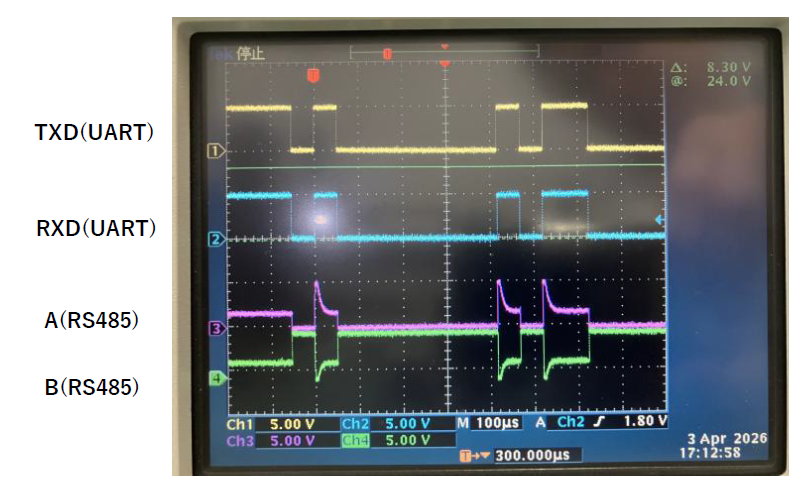 Tek 停止
T
T
Δ: 8.30 V
@: 24.0 V
TXD(UART)
1
RXD(UART)
2
A(RS485)
3
B(RS485)
4
Ch1 5.00 V Ch2 5.00 V M 100µs A Ch2 1.80 V
Ch3 5.00 V Ch4 5.00 V
3 Apr 2026
17:12:58
T 300.000µs